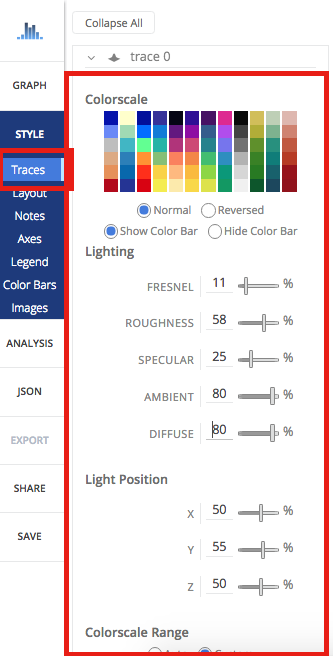 Collapse All
trace 0
GRAPH
STYLE
Traces
Layout
Notes
Axes
Legend
Color Bars
Images
ANALYSIS
JSON
EXPORT
SHARE
SAVE
Colorscale
Normal Reversed
Show Color Bar Hide Color Bar
Lighting
FRESNEL 11 %
ROUGHNESS 58 %
SPECULAR 25 %
AMBIENT 80 %
DIFFUSE 80 %
Light Position
X 50 %
Y 55 %
Z 50 %
Colorscale Range